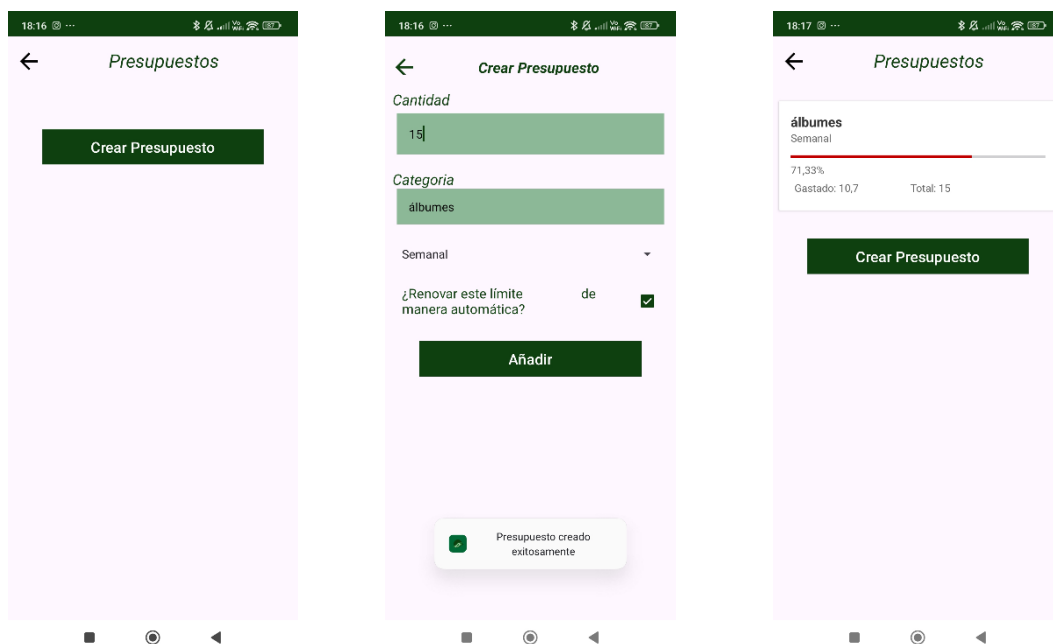 18:16
Presupuestos
Crear Presupuesto
18:16
Crear Presupuesto
Cantidad
15
Categoria
álbumes
Semanal
¿Renovar este límite de
manera automática?
Añadir
Presupuesto creado
exitosamente
18:17
Presupuestos
álbumes
Semanal
71,33%
Gastado: 10,7 Total: 15
Crear Presupuesto